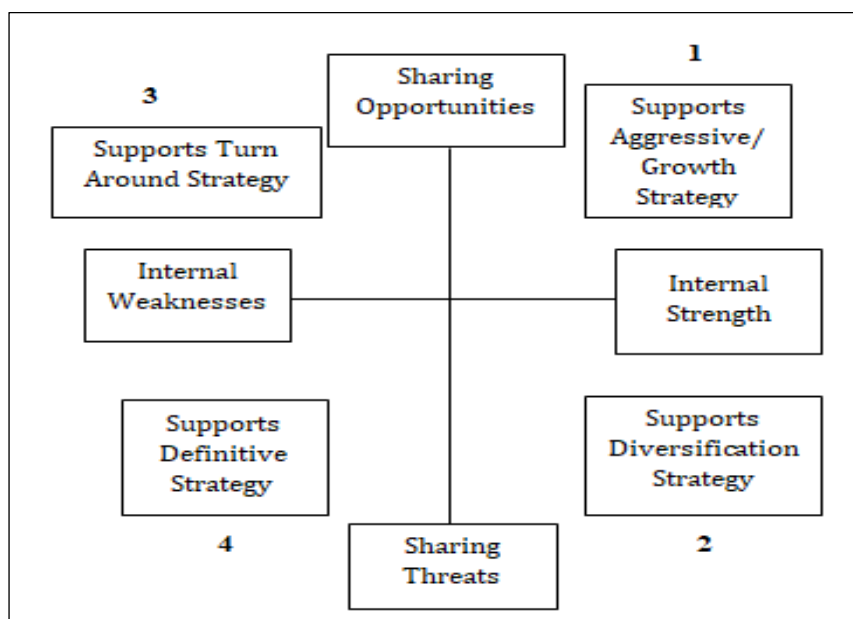 1
Sharing
Opportunities
3
Supports
Aggressive/
Growth
Strategy
Supports Turn
Around Strategy
Internal
Weaknesses
Internal
Strength
Supports
Definitive
Strategy
Supports
Diversification
Strategy
4
Sharing
Threats
2